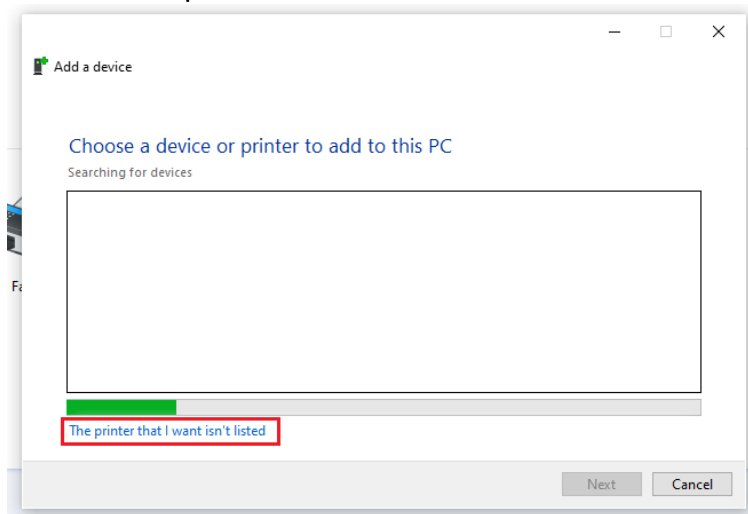 Add a device
Choose a device or printer to add to this PC
Searching for devices
Fa
The printer that I want isn't listed
Next
Cancel